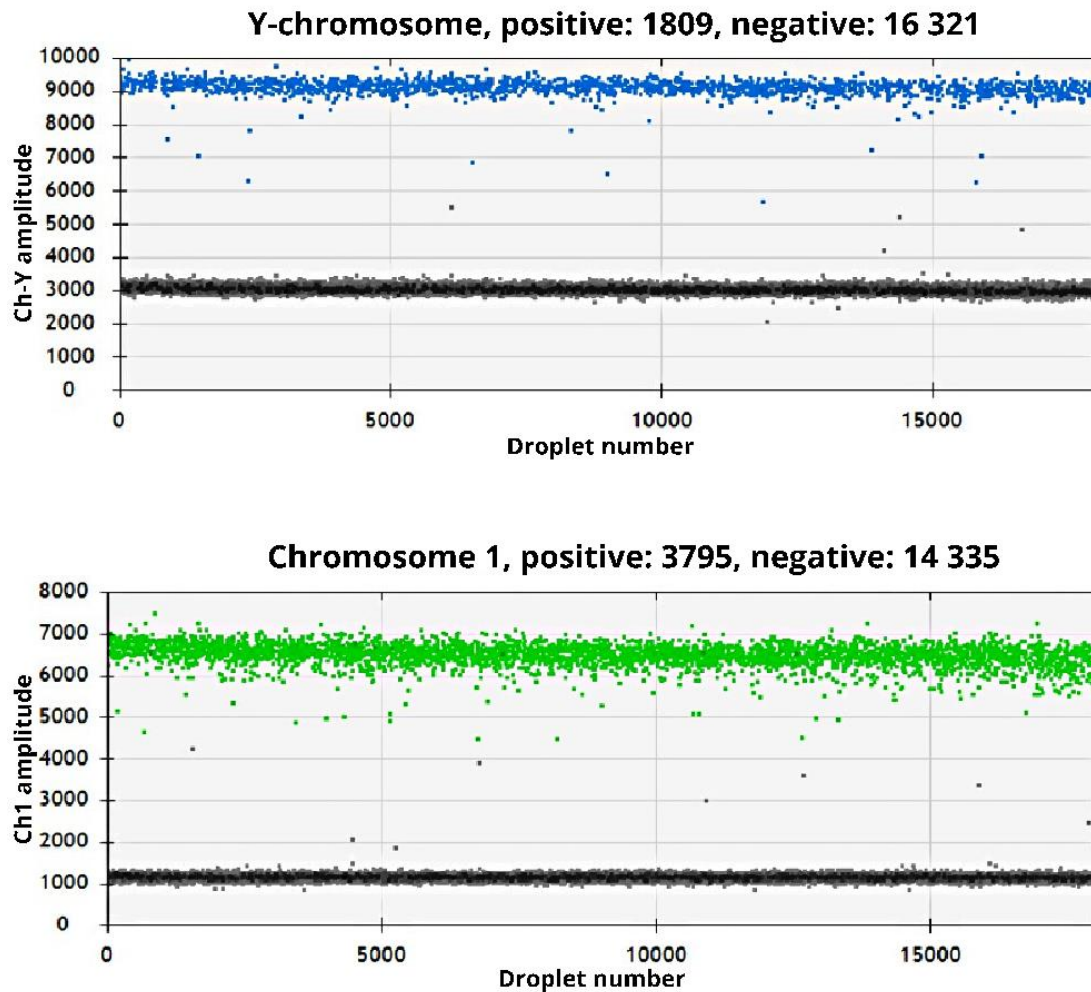 Y-chromosome, positive: 1809, negative: 16 321
10000
9000
8000
7000
6000
5000
4000
3000
2000
1000
0
Ch-Y amplitude
0 5000 10000 15000
Droplet number
Chromosome 1, positive: 3795, negative: 14 335
8000
7000
6000
5000
4000
3000
2000
1000
0
Ch1 amplitude
0 5000 10000 15000
Droplet number